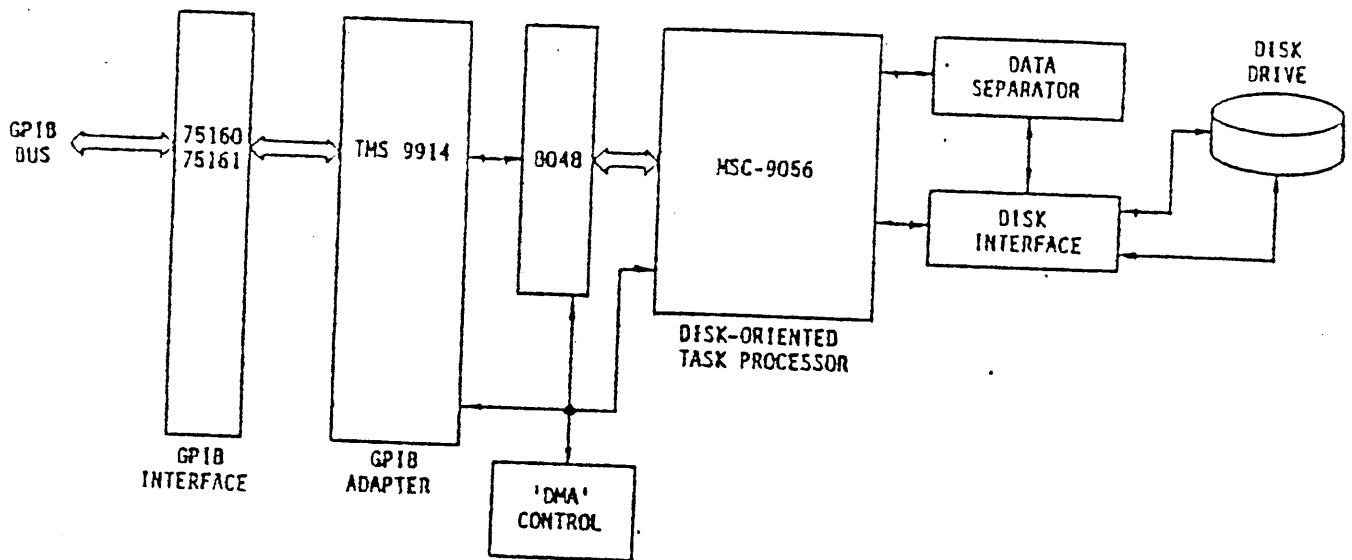 GPIB
BUS
75160
75161
GPIB
INTERFACE
TMS 9914
GPIB
ADAPTER
8048
'DMA'
CONTROL
MSC-9056
DISK-ORIENTED
TASK PROCESSOR
DATA
SEPARATOR
DISK
INTERFACE
DISK
DRIVE